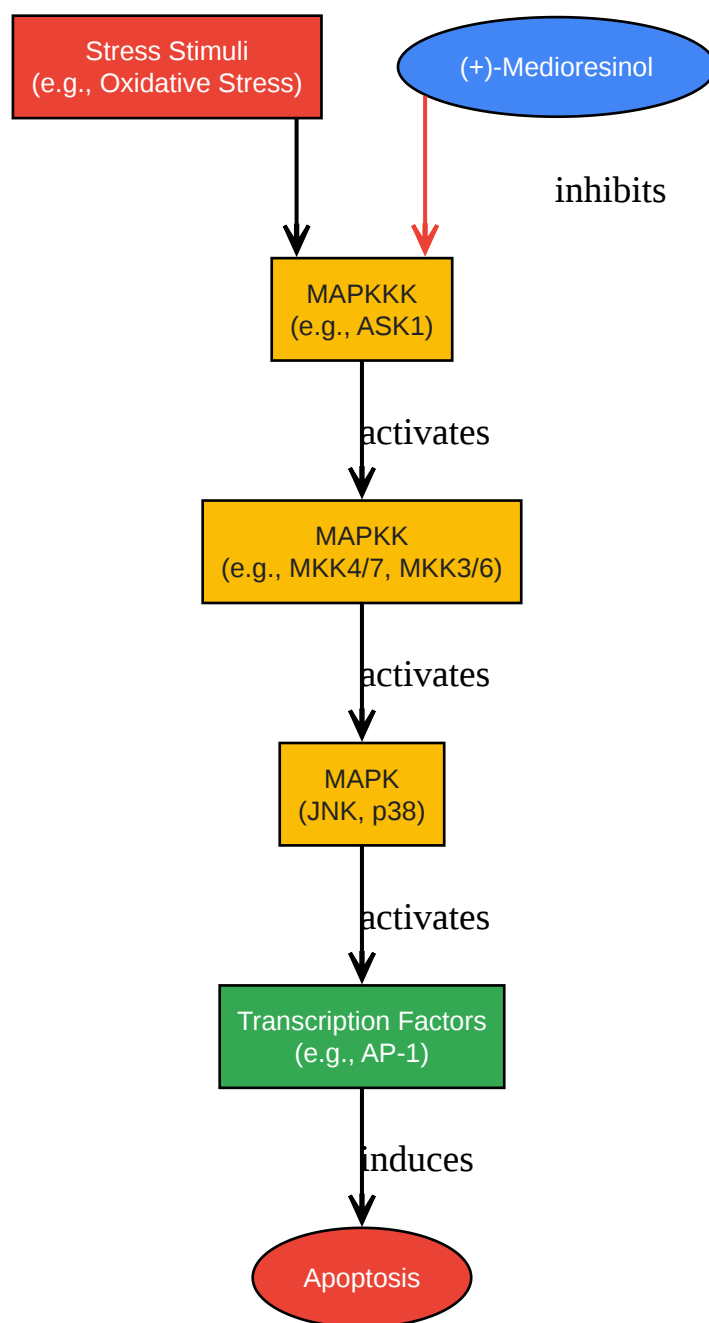 Stress Stimuli
(e.g., Oxidative Stress)
(+)-Medioresinol
inhibits
MAPKKK
(e.g., ASK1)
activates
MAPKK
(e.g., MKK4/7, MKK3/6)
activates
MAPK
(JNK, p38)
activates
Transcription Factors
(e.g., AP-1)
induces
Apoptosis